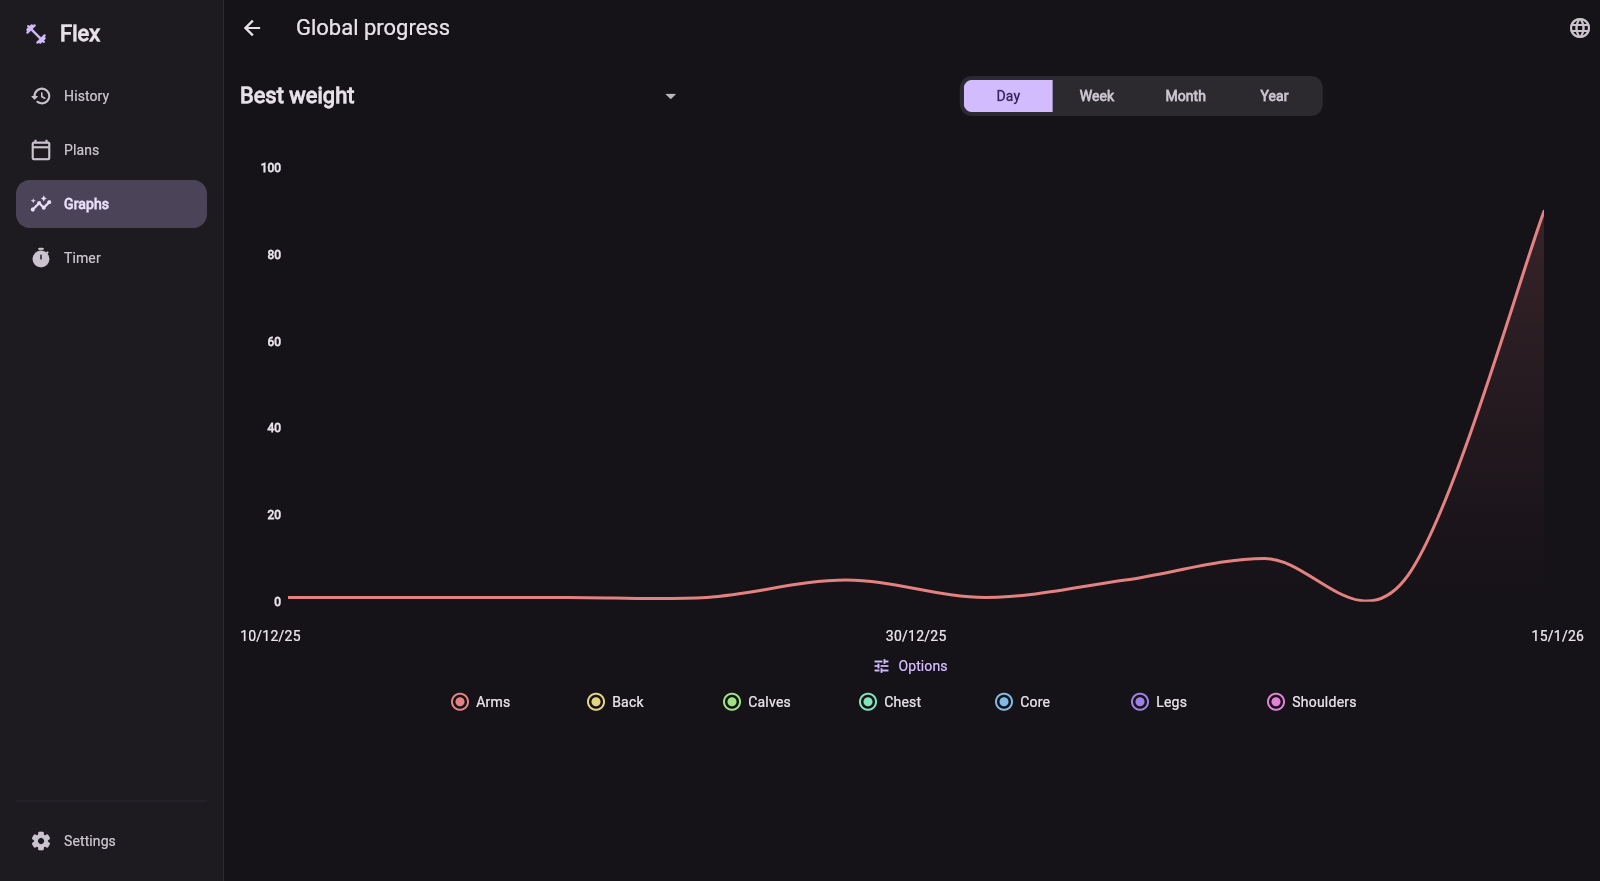 Flex
Global progress
History
Plans
Graphs
Timer
Settings
Best weight
Day Week Month Year
100
80
60
40
20
0
10/12/25 30/12/25 15/1/26
Options
Arms Back Calves Chest Core Legs Shoulders